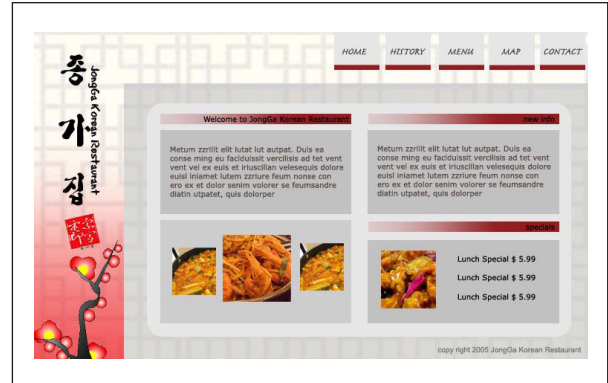 HOME HISTORY MENU MAP CONTACT
종가집
JongGa Korean Restaurant
Welcome to JongGa Korean Restaurant
Metum zzrilit elit lutat lut autpat. Duis ea
conse ming eu faciduissit vercilisis ad tet vent
vent vel ex euis et iriuscilian velesequis dolore
euisl iniamet lutem zzriure feum nonse con
ero ex et dolor senim volorer se feumsandre
diatin utpatet, quis dolorper
new info
Metum zzrilit elit lutat lut autpat. Duis ea
conse ming eu faciduissit vercilisis ad tet vent
vent vel ex euis et iriuscilian velesequis dolore
euisl iniamet lutem zzriure feum nonse con
ero ex et dolor senim volorer se feumsandre
diatin utpatet, quis dolorper
specials
Lunch Special $ 5.99
Lunch Special $ 5.99
Lunch Special $ 5.99
copy right 2005 JongGa Korean Restaurant